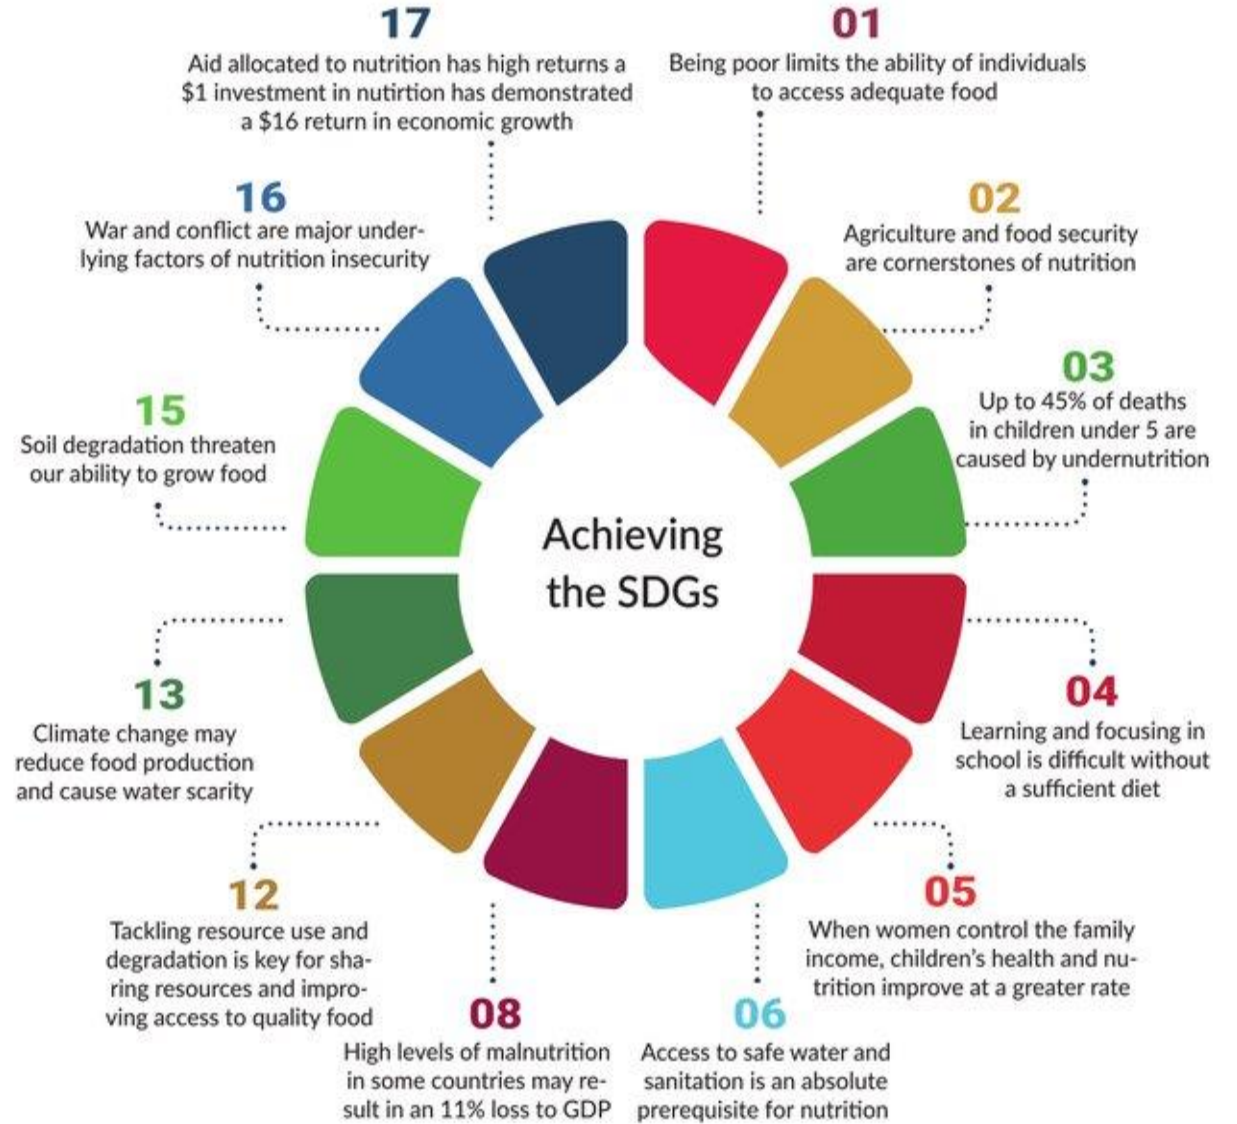 17
Aid allocated to nutrition has high returns a
$1 investment in nutirtion has demonstrated
a $16 return in economic growth
01
Being poor limits the ability of individuals
to access adequate food
16
War and conflict are major under-
lying factors of nutrition insecurity
02
Agriculture and food security
are cornerstones of nutrition
03
Up to 45% of deaths
in children under 5 are
caused by undernutrition
15
Soil degradation threaten
our ability to grow food
Achieving
the SDGs
13
Climate change may
reduce food production
and cause water scarity
04
Learning and focusing in
school is difficult without
a sufficient diet
12
Tackling resource use and
degradation is key for sha-
ring resources and impro-
ving access to quality food
05
When women control the family
income, children's health and nu-
trition improve at a greater rate
08
High levels of malnutrition
in some countries may re-
sult in an 11% loss to GDP
06
Access to safe water and
sanitation is an absolute
prerequisite for nutrition